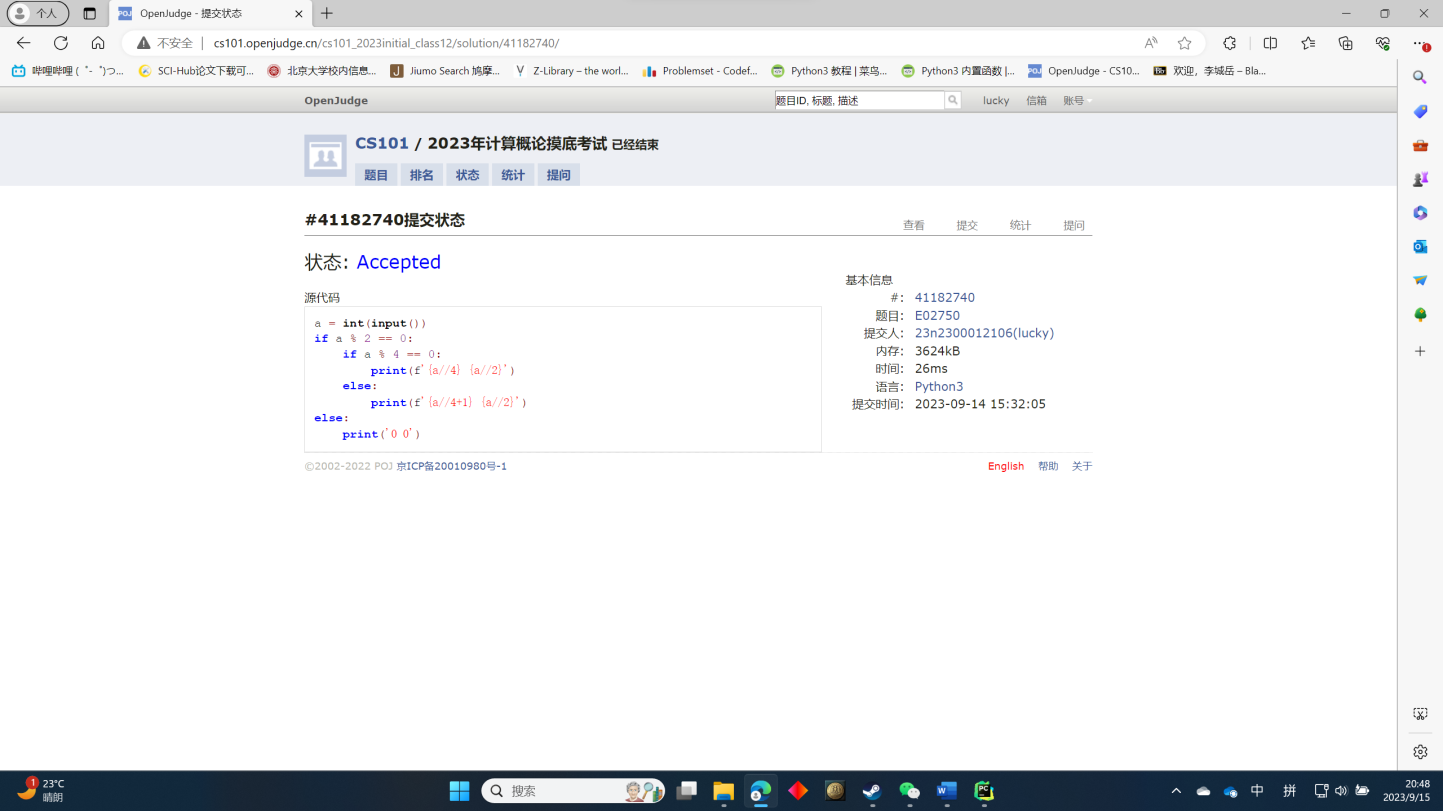 个人
OpenJudge - 提交状态
不安全
cs101.openjudge.cn/cs101_2023initial_class12/solution/41182740/
哔哩哔哩 (゜-゜)つ...
SCI-Hub论文下载可...
北京大学校内信息...
Jiumo Search 鸠摩...
Z-Library – the worl...
Problemset - Codef...
Python3 教程 | 菜鸟...
Python3 内置函数 |...
OpenJudge - CS10...
欢迎，李城岳 – Bla...
OpenJudge
题目ID, 标题, 描述
lucky
信箱
账号
CS101 / 2023年计算概论摸底考试 已经结束
题目 排名 状态 统计 提问
#41182740提交状态
查看 提交 统计 提问
状态: Accepted
源代码
a = int(input())
if a % 2 == 0:
    if a % 4 == 0:
        print(f'{a//4} {a//2}')
    else:
        print(f'{a//4+1} {a//2}')
else:
    print('0 0')
基本信息
#: 41182740
题目: E02750
提交人: 23n2300012106(lucky)
内存: 3624kB
时间: 26ms
语言: Python3
提交时间: 2023-09-14 15:32:05
©2002-2022 POJ 京ICP备20010980号-1
English 帮助 关于
1
23°C
晴朗
搜索
中
拼
20:48
2023/9/15